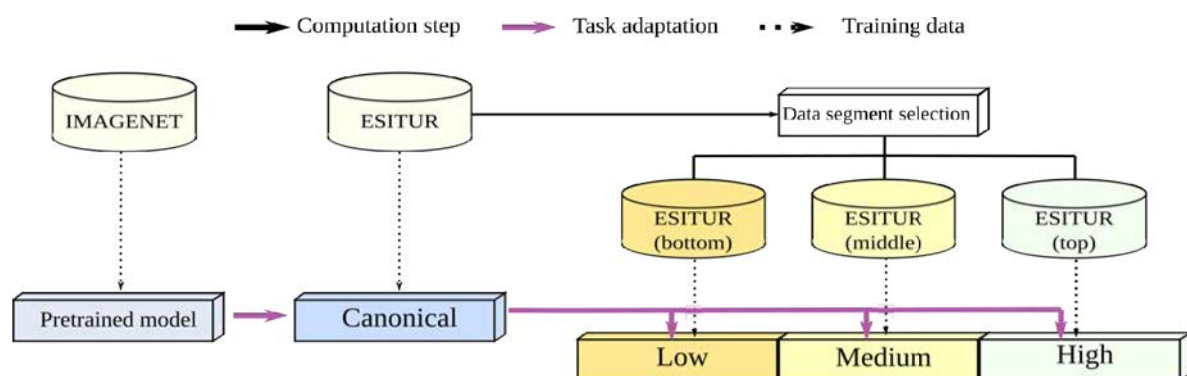 Computation step Task adaptation Training data
IMAGENET
ESITUR
Data segment selection
ESITUR
(bottom)
ESITUR
(middle)
ESITUR
(top)
Pretrained model
Canonical
Low
Medium
High